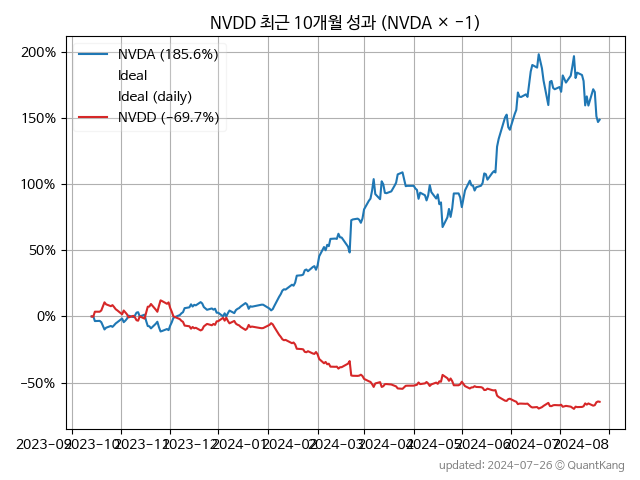 NVDD 최근 10개월 성과 (NVDA × −1)
NVDA (185.6%)
Ideal
Ideal (daily)
NVDD (−69.7%)
200%
150%
100%
50%
0%
−50%
2023-09 2023-10 2023-11 2023-12 2024-01 2024-02 2024-03 2024-04 2024-05 2024-06 2024-07 2024-08
updated: 2024-07-26 © QuantKang